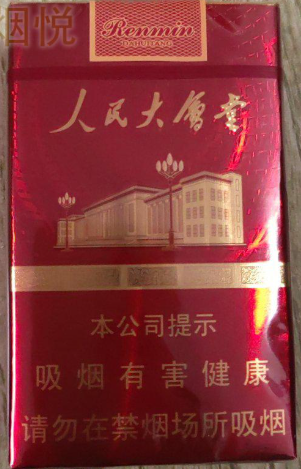 烟悦
Renmin
DAHUITANG
人民大會堂
本公司提示
吸烟有害健康
请勿在禁烟场所吸烟